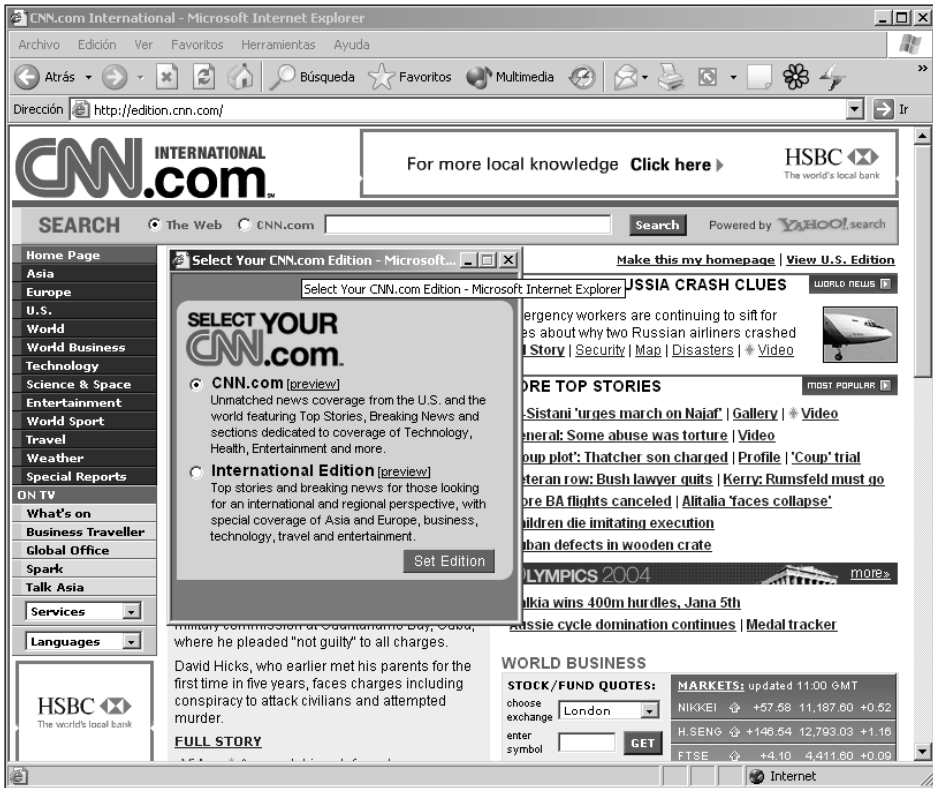 CNN.com International - Microsoft Internet Explorer
Archivo Edición Ver Favoritos Herramientas Ayuda
Atrás Búsqueda Favoritos Multimedia »
Dirección http://edition.cnn.com/ Ir
CNN INTERNATIONAL .com
For more local knowledge Click here
HSBC
The world's local bank
SEARCH The Web CNN.com Search Powered by YAHOO! search
Home Page
Asia
Europe
U.S.
World
World Business
Technology
Science & Space
Entertainment
World Sport
Travel
Weather
Special Reports
ON TV
What's on
Business Traveller
Global Office
Spark
Talk Asia
Services
Languages
HSBC
The world's local bank
Select Your CNN.com Edition - Microsoft...
Select Your CNN.com Edition - Microsoft Internet Explorer
SELECT YOUR
CNN.com
CNN.com [preview]
Unmatched news coverage from the U.S. and the
world featuring Top Stories, Breaking News and
sections dedicated to coverage of Technology,
Health, Entertainment and more.
International Edition [preview]
Top stories and breaking news for those looking
for an international and regional perspective, with
special coverage of Asia and Europe, business,
technology, travel and entertainment.
Set Edition
military commission at Guantanamo Bay, Cuba,
where he pleaded "not guilty" to all charges.
David Hicks, who earlier met his parents for the
first time in five years, faces charges including
conspiracy to attack civilians and attempted
murder.
FULL STORY
Make this my homepage | View U.S. Edition
USSIA CRASH CLUES WORLD NEWS
ergency workers are continuing to sift for
es about why two Russian airliners crashed
l Story | Security | Map | Disasters | Video
ORE TOP STORIES MOST POPULAR
-Sistani 'urges march on Najaf' | Gallery | Video
eneral: Some abuse was torture | Video
oup plot': Thatcher son charged | Profile | 'Coup' trial
eteran row: Bush lawyer quits | Kerry: Rumsfeld must go
ore BA flights canceled | Alitalia 'faces collapse'
ildren die imitating execution
uban defects in wooden crate
OLYMPICS 2004 more»
alkia wins 400m hurdles, Jana 5th
Aussie cycle domination continues | Medal tracker
WORLD BUSINESS
STOCK/FUND QUOTES:
choose
exchange London
enter
symbol GET
MARKETS: updated 11:00 GMT
NIKKEI +57.58 11,187.60 +0.52
H.SENG +146.54 12,793.03 +1.16
FTSE +4.10 4,411.60 +0.09
Internet